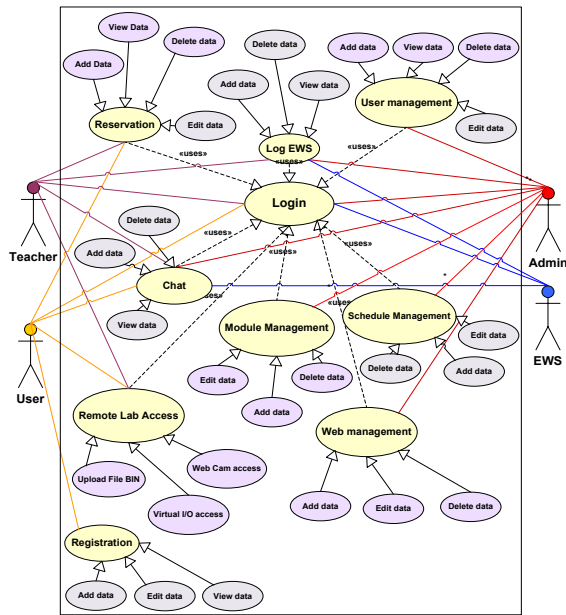 View Data
Delete data
Add Data
Edit data
Reservation
Delete data
Add data
View data
Log EWS
Add data
View data
Delete data
User management
Edit data
«uses»
«uses»
«uses»
Login
Teacher
*
Admin
Delete data
Add data
«uses»
«uses»
Chat
View data
«uses»
*
«uses»
«uses»
User
EWS
Module Management
Edit data
Delete data
Add data
Schedule Management
Edit data
Delete data
Add data
Remote Lab Access
Upload File BIN
Web Cam access
Virtual I/O access
Web management
Add data
Edit data
Delete data
Registration
Add data
Edit data
View data